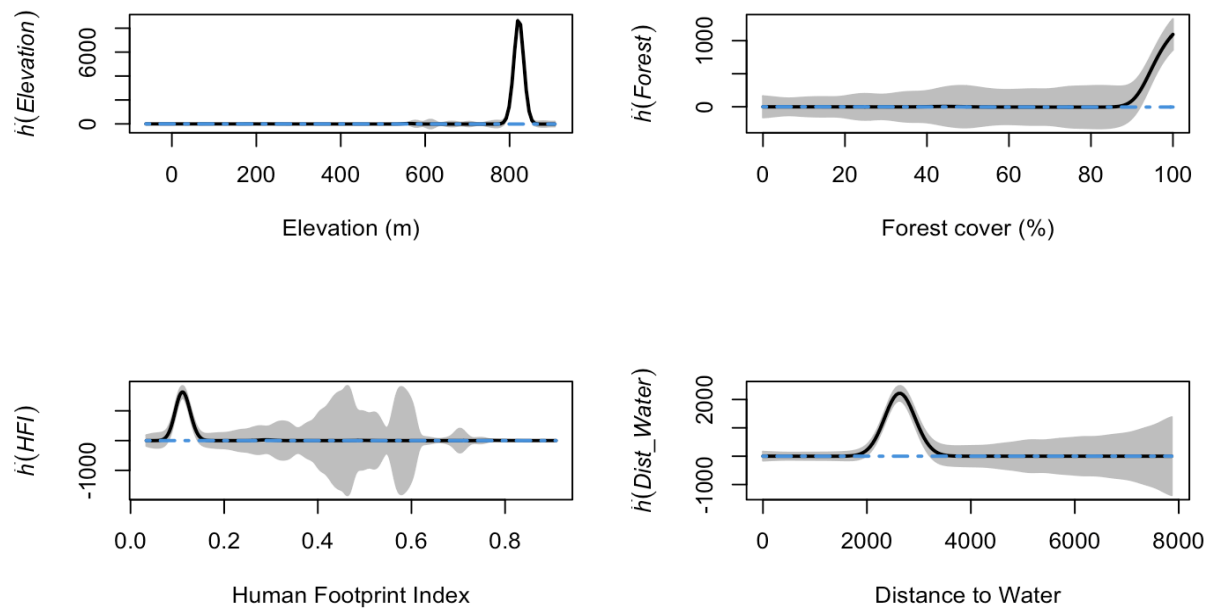 ḧ(Elevation)
6000
0
0 200 400 600 800
Elevation (m)
ḧ(Forest)
1000
0
0 20 40 60 80 100
Forest cover (%)
ḧ(HFI)
-1000
0.0 0.2 0.4 0.6 0.8
Human Footprint Index
ḧ(Dist_Water)
2000
-1000
0 2000 4000 6000 8000
Distance to Water